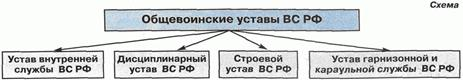 Схема
Общевоинские уставы ВС РФ
Устав внутренней
службы ВС РФ
Дисциплинарный
устав ВС РФ
Строевой
устав ВС РФ
Устав гарнизонной и
караульной службы ВС РФ